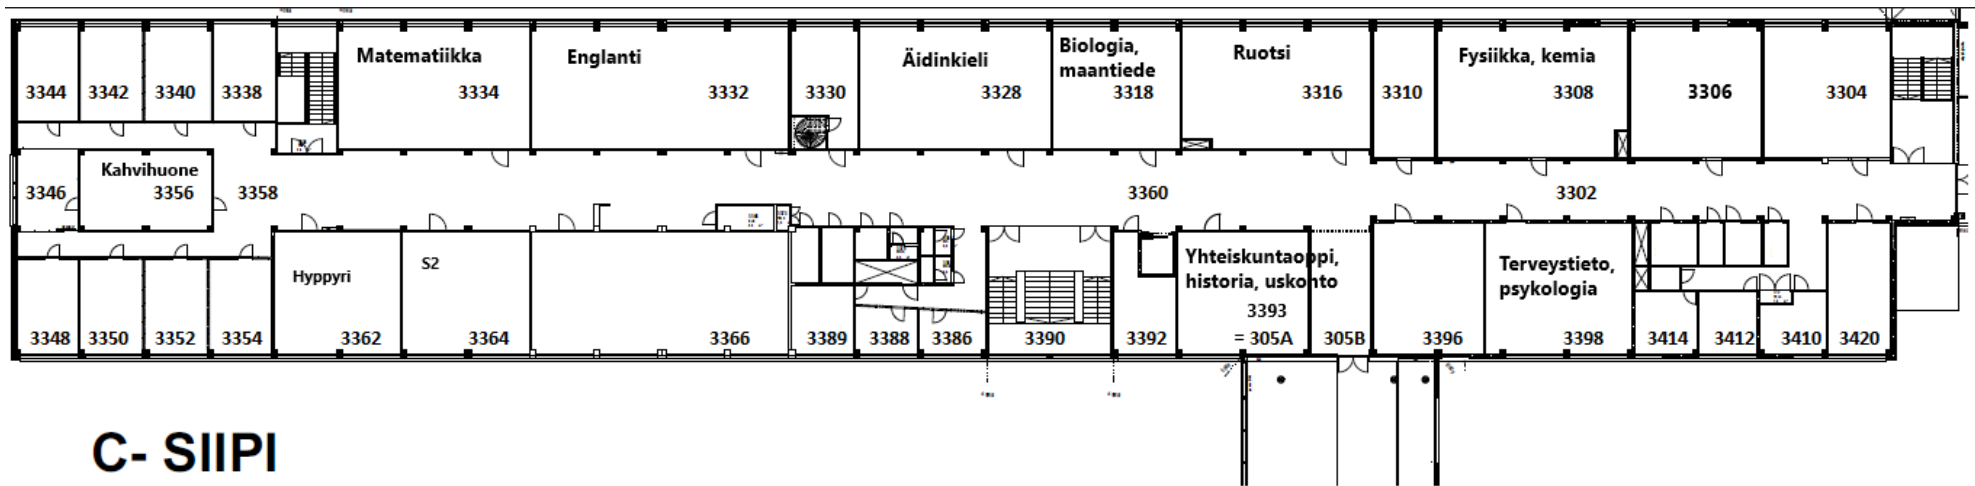 Matematiikka
Englanti
Äidinkieli
Biologia,
maantiede
Ruotsi
Fysiikka, kemia
3344
3342
3340
3338
3334
3332
3330
3328
3318
3316
3310
3308
3306
3304
Kahvihuone
3346
3356
3358
3360
3302
Hyppyri
S2
Yhteiskuntaoppi,
historia, uskonto
3393
= 305A
305B
Terveystieto,
psykologia
3348
3350
3352
3354
3362
3364
3366
3389
3388
3386
3390
3392
3396
3398
3414
3412
3410
3420
C- SIIPI